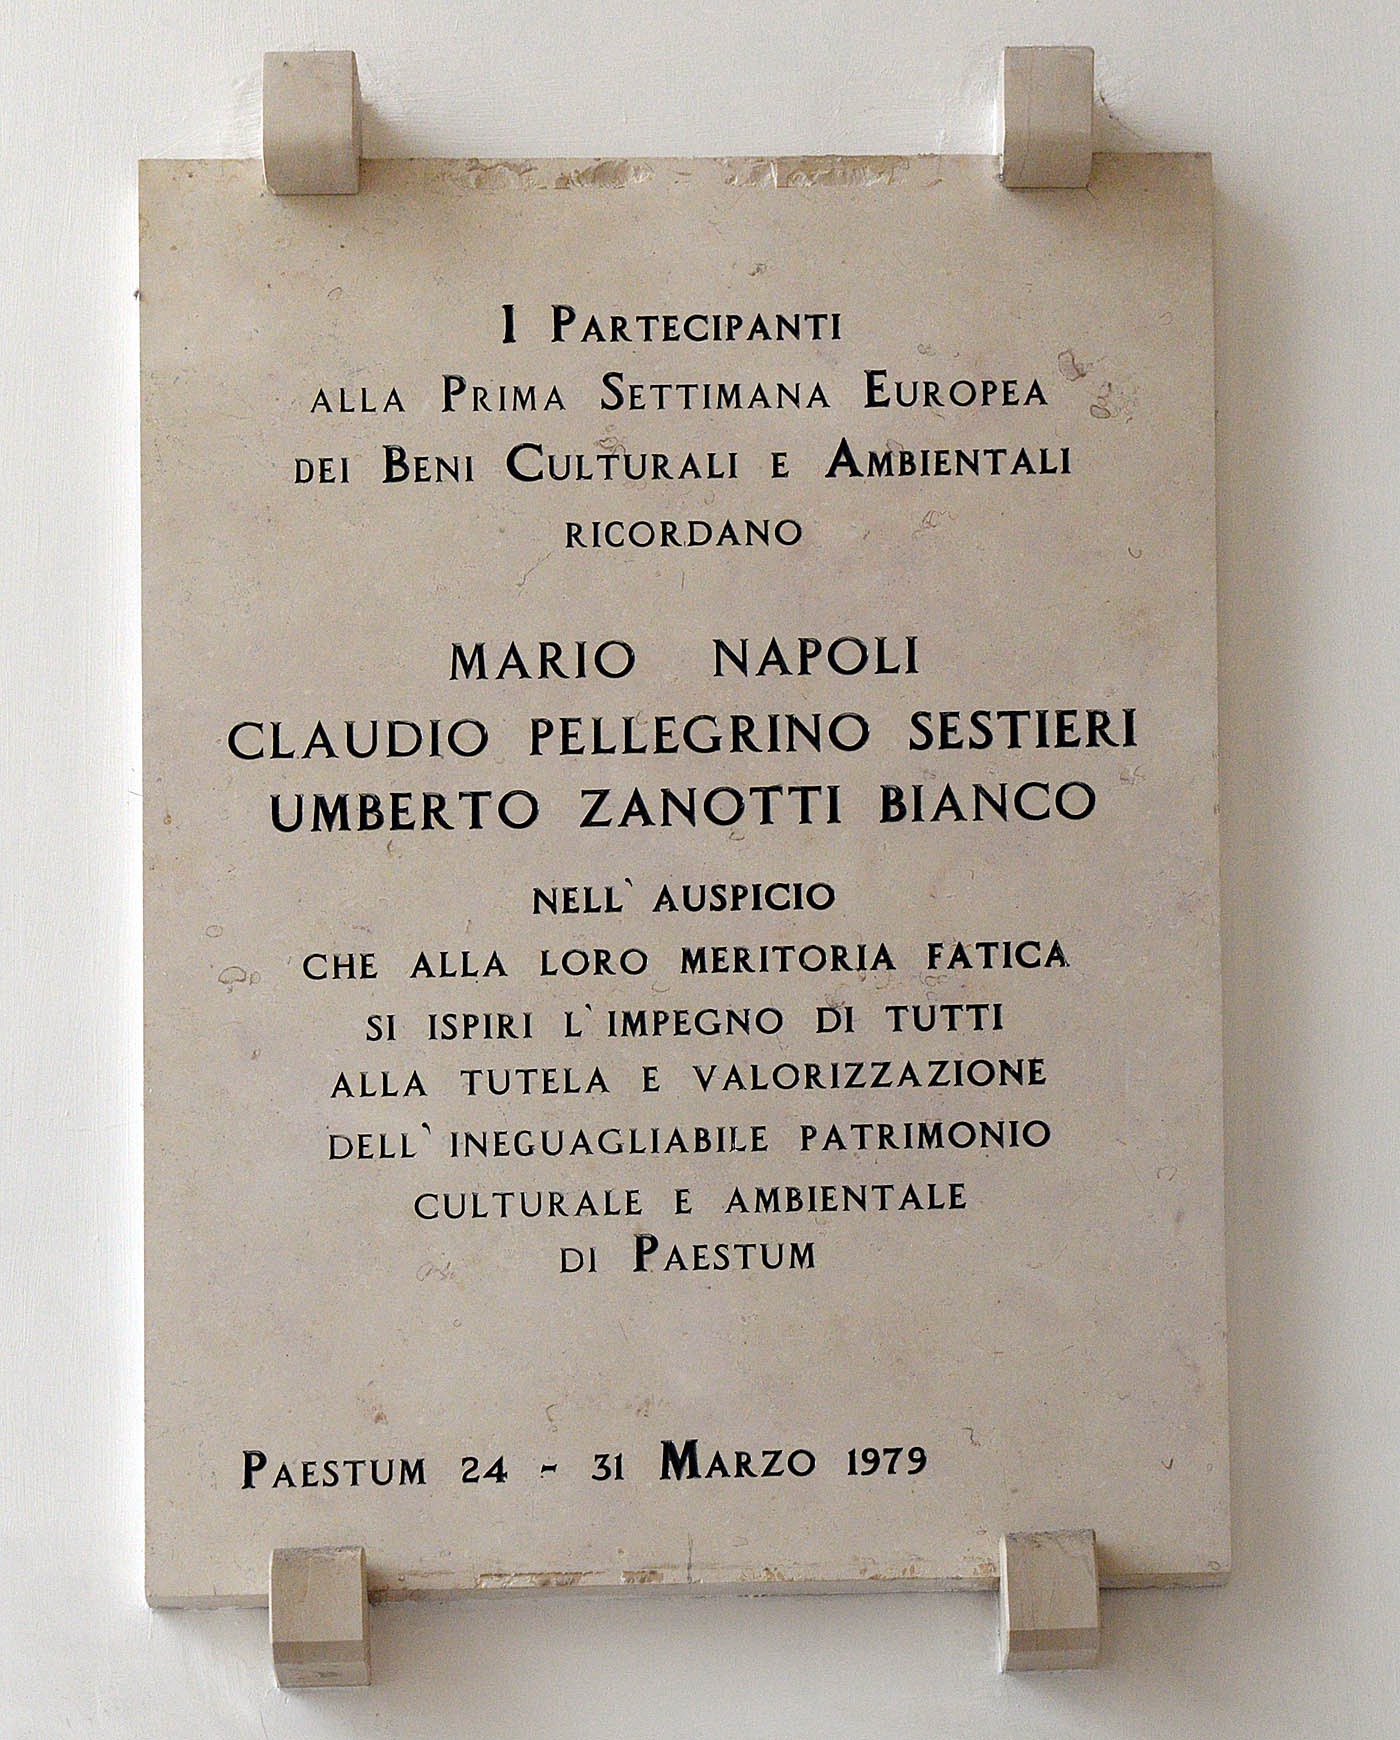 I PARTECIPANTI
ALLA PRIMA SETTIMANA EUROPEA
DEI BENI CULTURALI E AMBIENTALI
RICORDANO
MARIO NAPOLI
CLAUDIO PELLEGRINO SESTIERI
UMBERTO ZANOTTI BIANCO
NELL' AUSPICIO
CHE ALLA LORO MERITORIA FATICA
SI ISPIRI L'IMPEGNO DI TUTTI
ALLA TUTELA E VALORIZZAZIONE
DELL' INEGUAGLIABILE PATRIMONIO
CULTURALE E AMBIENTALE
DI PAESTUM
PAESTUM 24 - 31 MARZO 1979